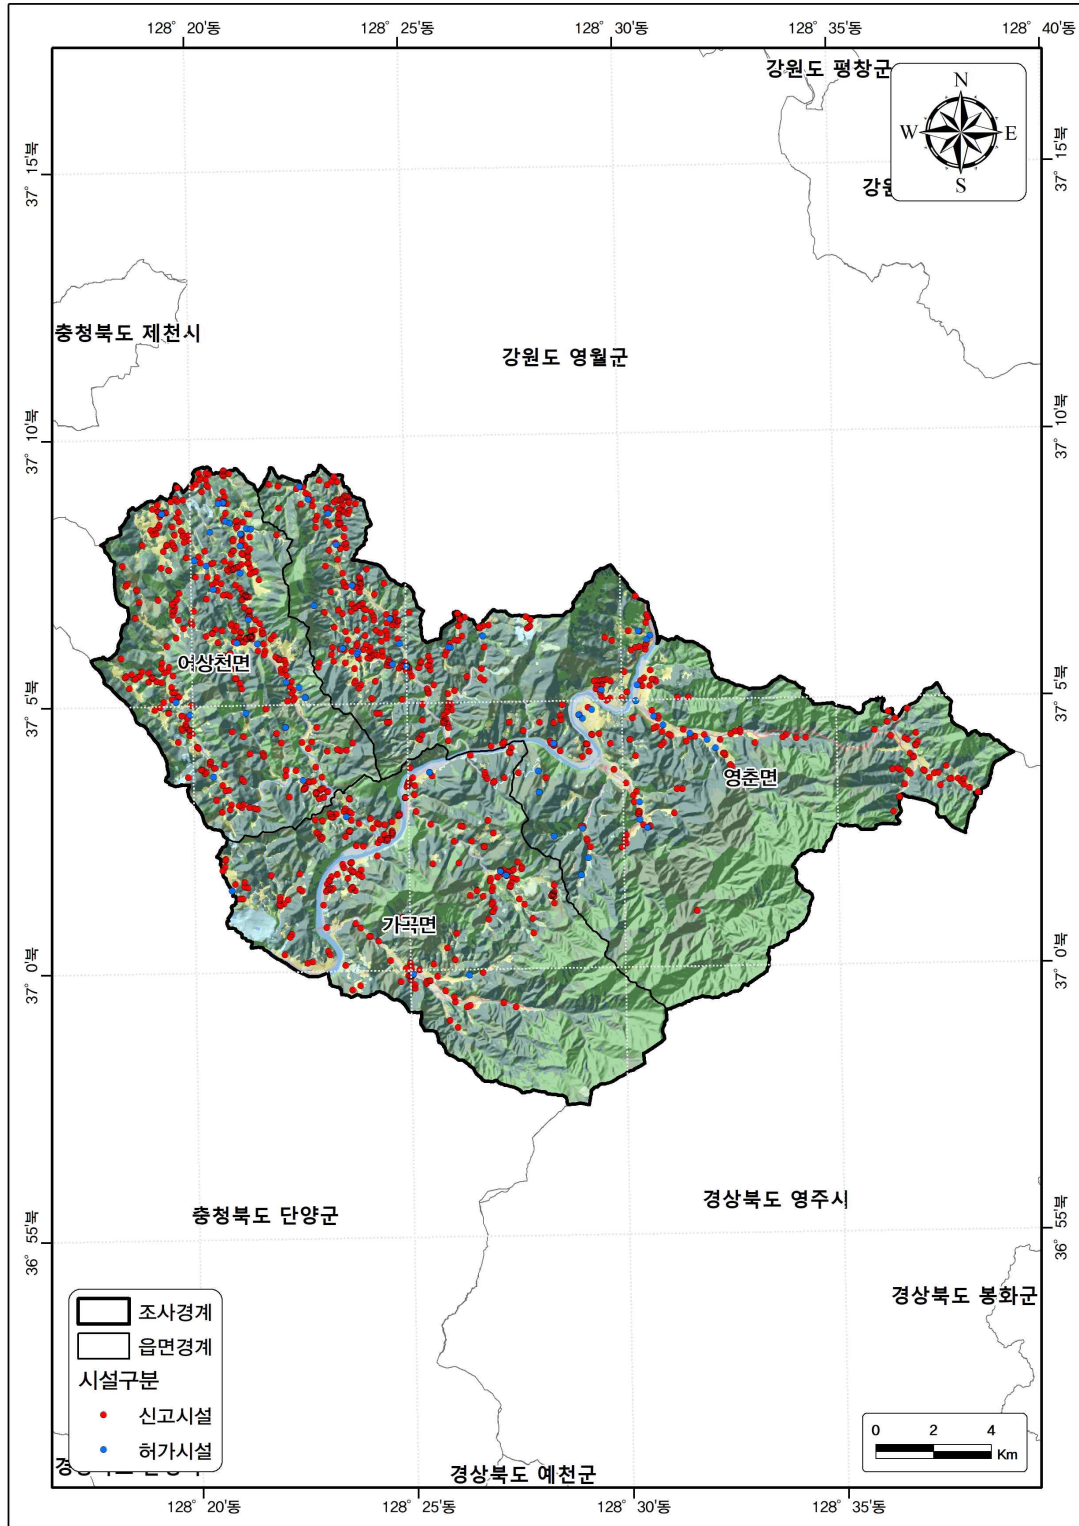 128° 20'동 128° 25'동 128° 30'동 128° 35'동 128° 40'동
강원도 평창군
N
W E
S
강원
37° 15'북 37° 15'북
충청북도 제천시
강원도 영월군
37° 10'북 37° 10'북
어상천면
37° 5'북 37° 5'북
영춘면
가곡면
37° 0'북 37° 0'북
충청북도 단양군
경상북도 영주시
36° 55'북 36° 55'북
경상북도 봉화군
조사경계
읍면경계
시설구분
신고시설
허가시설
0 2 4
Km
경상북도 예천군
128° 20'동 128° 25'동 128° 30'동 128° 35'동